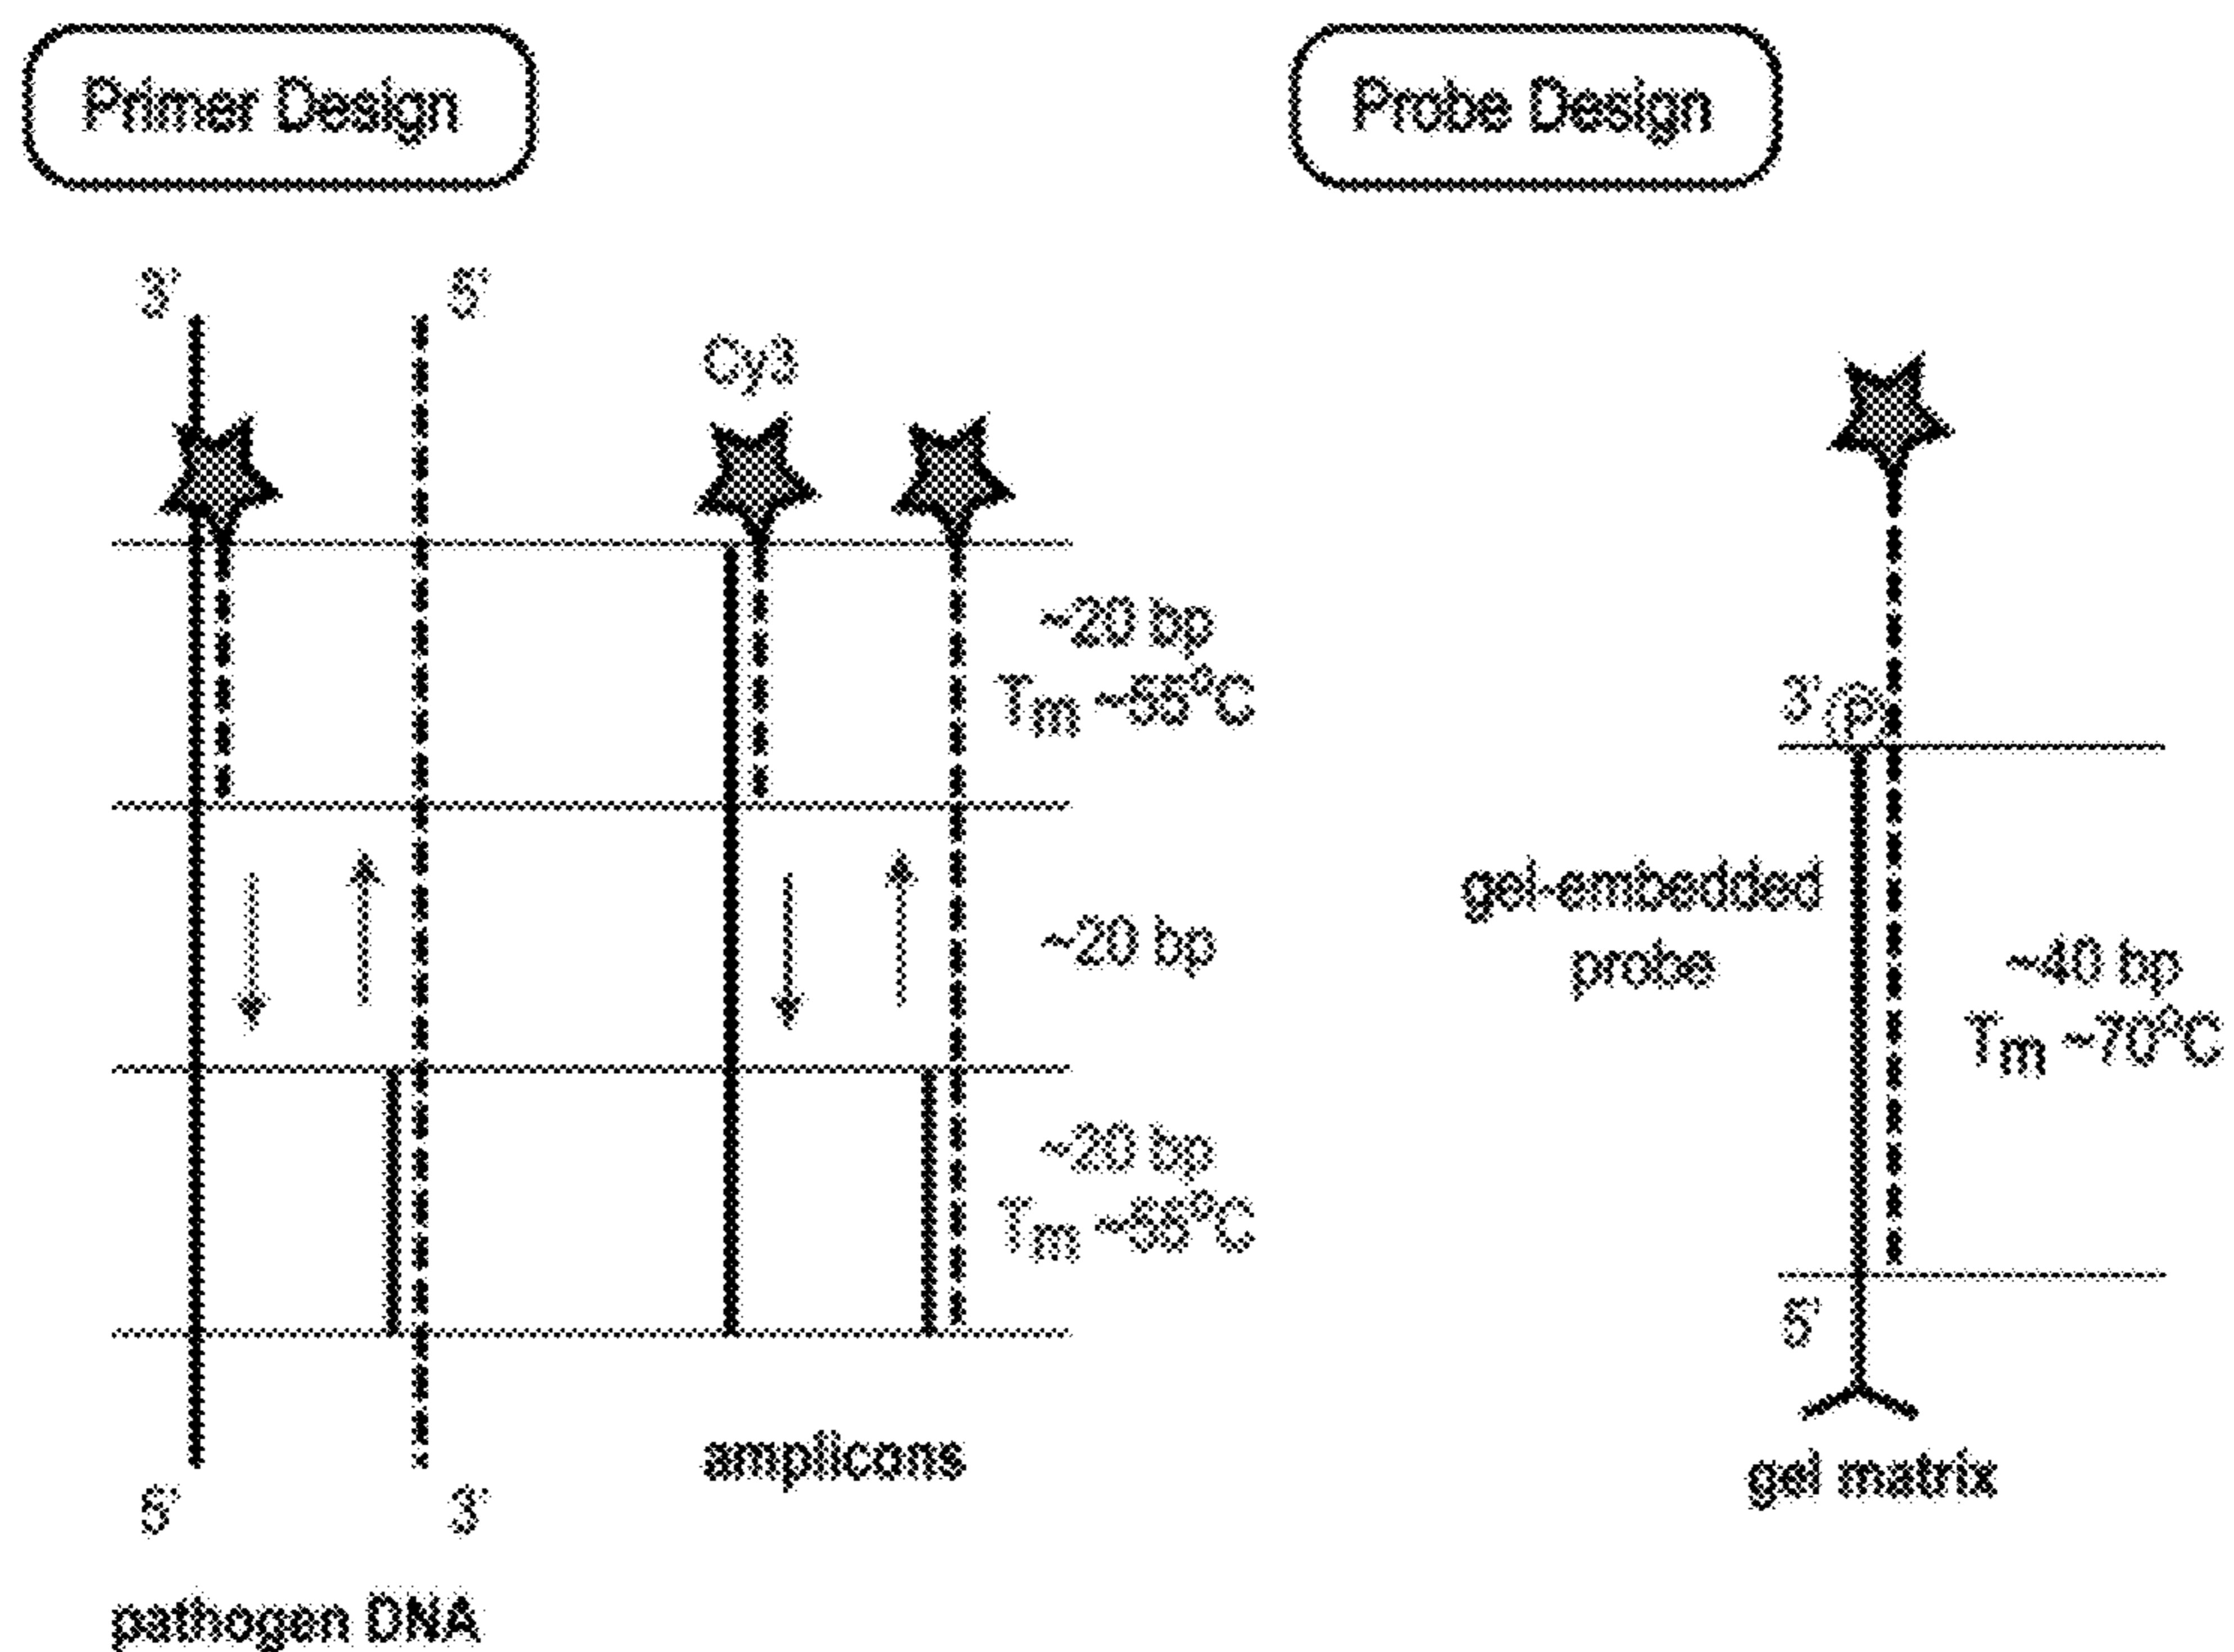 Primer Design
Probe Design
3'
5'
Cy3
~20 bp
Tm ~55°C
~20 bp
~20 bp
Tm ~55°C
5'
3'
amplicons
pathogen DNA
3' P
gel-embedded
probe
~40 bp
Tm ~70°C
5'
gel matrix